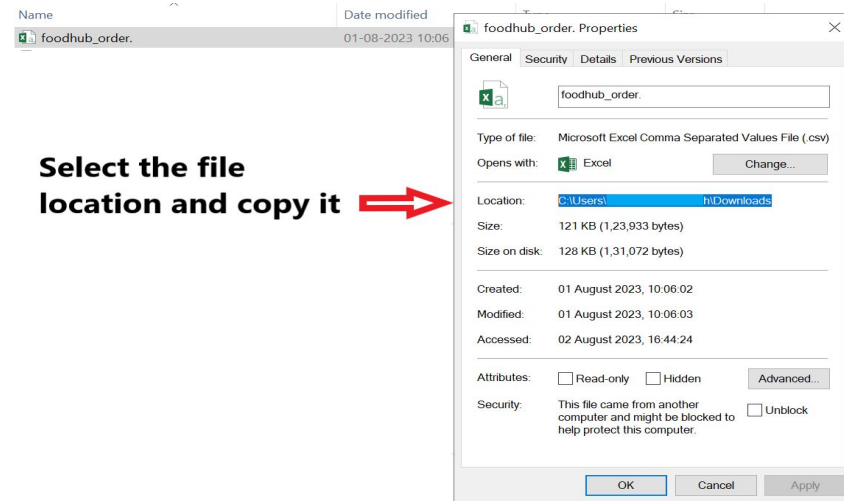 Name Date modified
foodhub_order. 01-08-2023 10:06
foodhub_order. Properties
General Security Details Previous Versions
foodhub_order.
Type of file: Microsoft Excel Comma Separated Values File (.csv)
Opens with: Excel Change...
Select the file
location and copy it
Location: C:\Users\ h\Downloads
Size: 121 KB (1,23,933 bytes)
Size on disk: 128 KB (1,31,072 bytes)
Created: 01 August 2023, 10:06:02
Modified: 01 August 2023, 10:06:03
Accessed: 02 August 2023, 16:44:24
Attributes: Read-only Hidden Advanced...
Security: This file came from another
computer and might be blocked to
help protect this computer.
Unblock
OK Cancel Apply